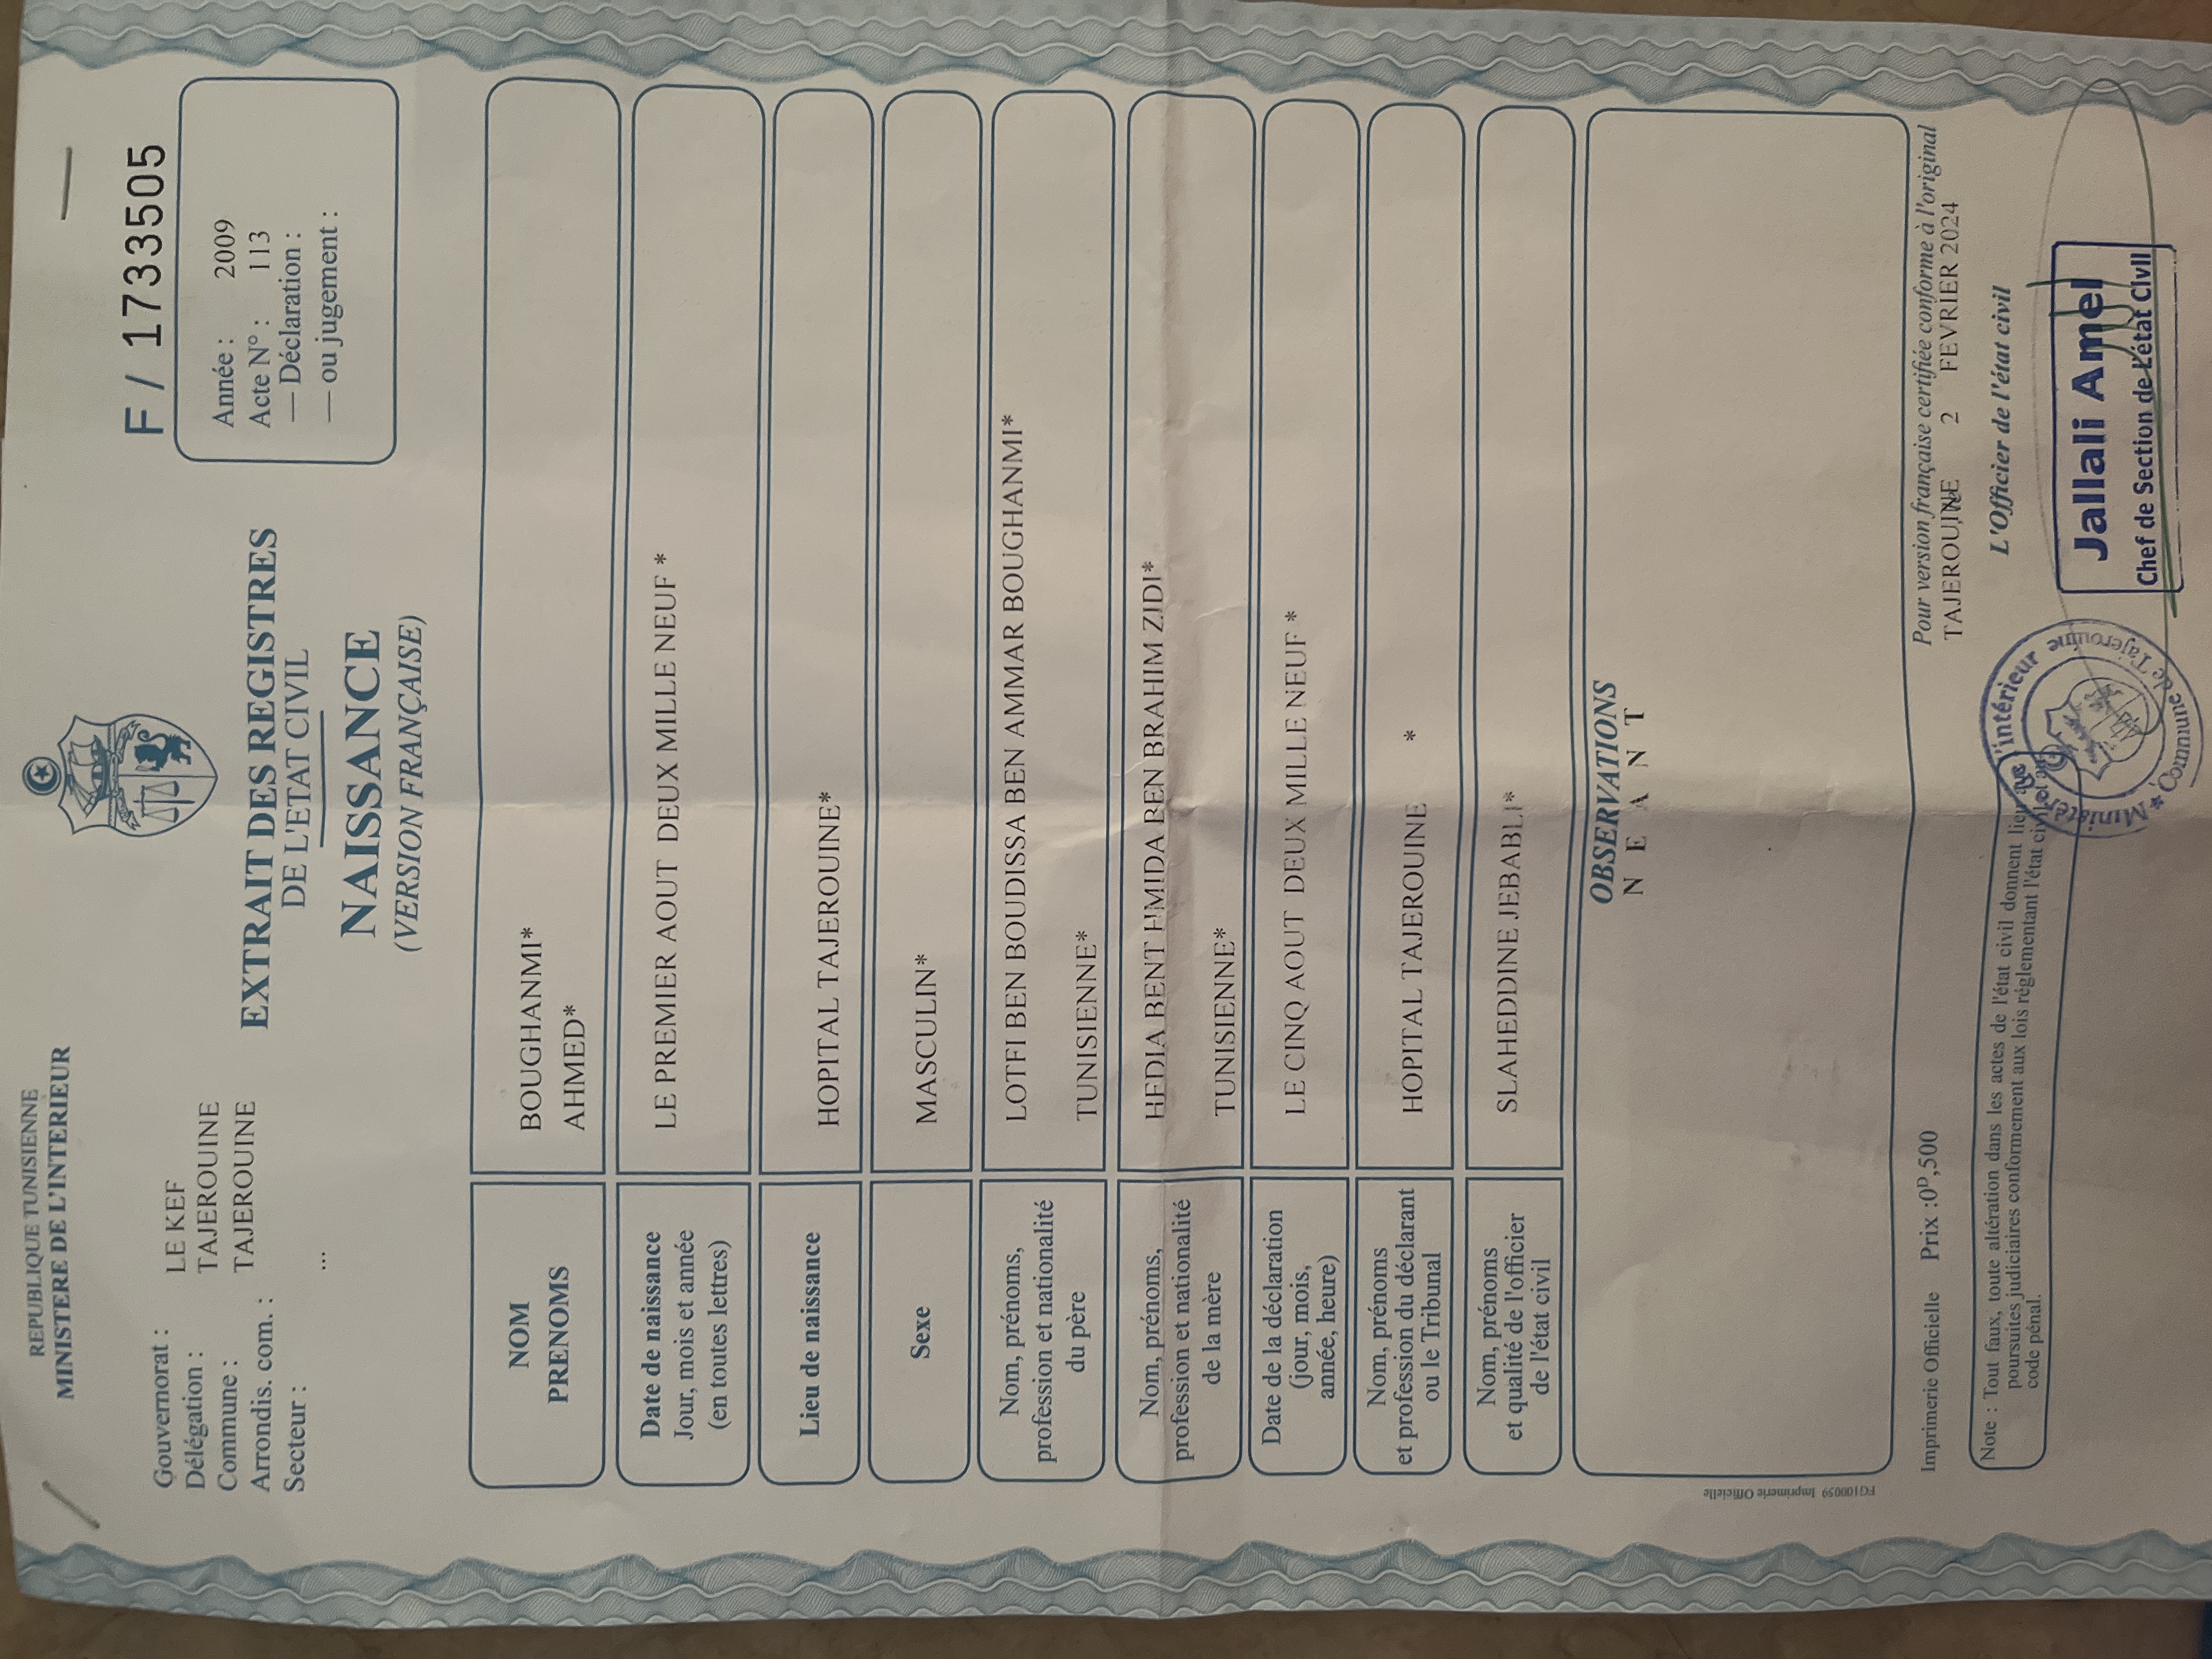 REPUBLIQUE TUNISIENNE
MINISTERE DE L'INTERIEUR
F / 1733505
Gouvernorat : LE KEF
Délégation : TAJEROUINE
Commune : TAJEROUINE
Arrondis. com. :
Secteur : ...
Année : 2009
Acte N° : 113
— Déclaration :
— ou jugement :
EXTRAIT DES REGISTRES
DE L'ETAT CIVIL
NAISSANCE
(VERSION FRANÇAISE)
NOM BOUGHANMI*
PRENOMS AHMED*
Date de naissance
Jour, mois et année
(en toutes lettres)
LE PREMIER AOUT DEUX MILLE NEUF *
Lieu de naissance
HOPITAL TAJEROUINE*
Sexe
MASCULIN*
Nom, prénoms,
profession et nationalité
du père
LOTFI BEN BOUDISSA BEN AMMAR BOUGHANMI*
TUNISIENNE*
Nom, prénoms,
profession et nationalité
de la mère
HEDIA BENT HMIDA BEN BRAHIM ZIDI*
TUNISIENNE*
Date de la déclaration
(jour, mois,
année, heure)
LE CINQ AOUT DEUX MILLE NEUF *
Nom, prénoms
et profession du déclarant
ou le Tribunal
HOPITAL TAJEROUINE *
Nom, prénoms
et qualité de l'officier
de l'état civil
SLAHEDDINE JEBABLI*
OBSERVATIONS
N E A N T
FG100059 Imprimerie Officielle
Imprimerie Officielle Prix :0ᴰ,500
Pour version française certifiée conforme à l'original
TAJEROUINE 2 FEVRIER 2024
L'Officier de l'état civil
Note : Tout faux, toute altération dans les actes de l'état civil donnent lieu
poursuites judiciaires conformement aux lois réglementant l'état civil
code pénal.
Ministère de l'intérieur
* Commune de Tajerouine
Jallali Amel
Chef de Section de L'état Civil